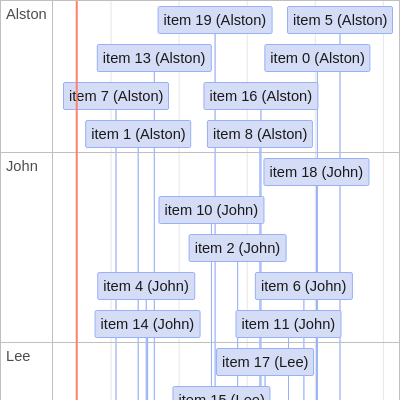 Alston
item 19 (Alston)
item 5 (Alston)
item 13 (Alston)
item 0 (Alston)
item 7 (Alston)
item 16 (Alston)
item 1 (Alston)
item 8 (Alston)
John
item 18 (John)
item 10 (John)
item 2 (John)
item 4 (John)
item 6 (John)
item 14 (John)
item 11 (John)
Lee
item 17 (Lee)
item 15 (Lee)